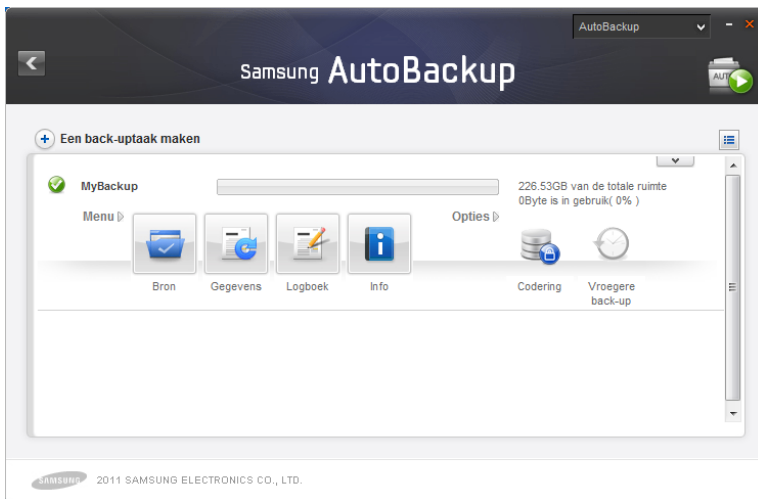 AutoBackup
samsung AutoBackup
AUTO
Een back-uptaak maken
MyBackup
226.53GB van de totale ruimte
0Byte is in gebruik( 0% )
Menu
Opties
Bron
Gegevens
Logboek
Info
Codering
Vroegere
back-up
SAMSUNG
2011 SAMSUNG ELECTRONICS CO., LTD.